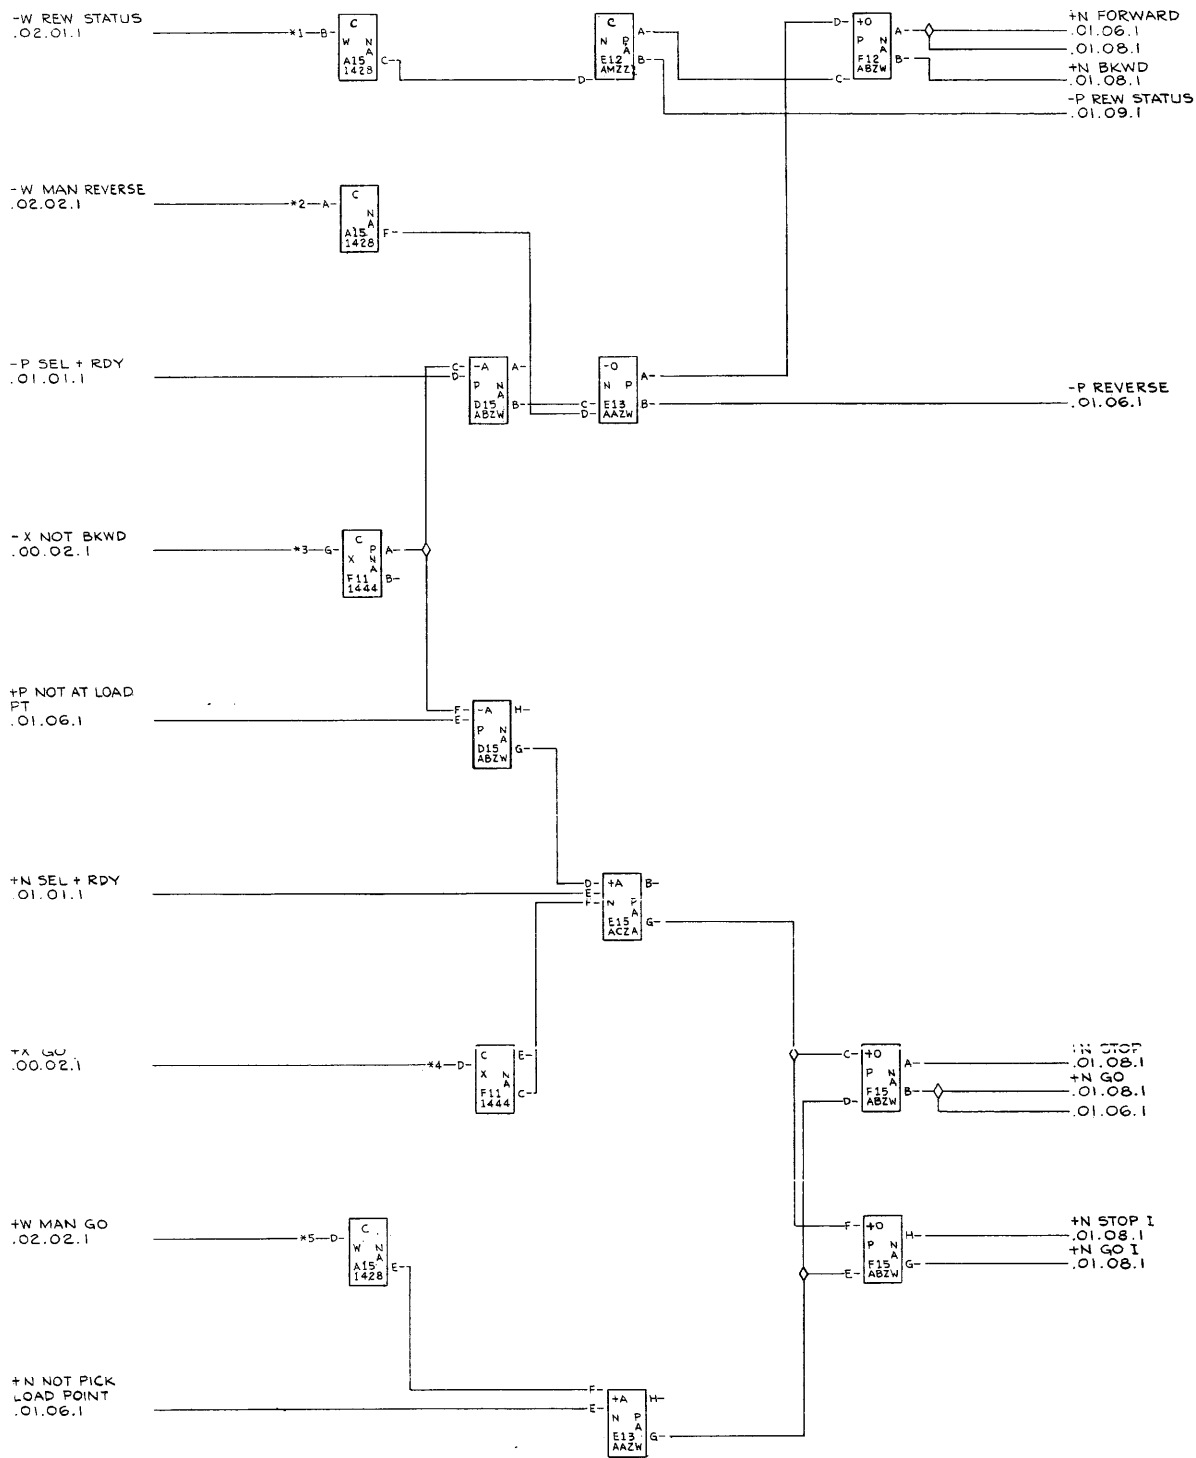 -W REW STATUS
.02.01.1
*1 B C W N A A15 1428 C
D C N P A E12 AMZZ A B
D C +O P N A F12 ABZW A B
+N FORWARD
.01.06.1
.01.08.1
+N BKWD
.01.08.1
-P REW STATUS
.01.09.1
-W MAN REVERSE
.02.02.1
*2 A C N A A15 1428 F
-P SEL + RDY
.01.01.1
C D -A P N A D15 ABZW A B
C D -O N P E13 AAZW A B
-P REVERSE
.01.06.1
-X NOT BKWD
.00.02.1
*3 G C P X N A F11 1444 A B
+P NOT AT LOAD
PT
.01.06.1
F E -A P N A D15 ABZW H G
+N SEL + RDY
.01.01.1
D E F +A N P A E15 ACZA B G
+X GO
.00.02.1
*4 D C X N A F11 1444 E C
C D +O P N A F15 ABZW A B
+N STOP
.01.08.1
+N GO
.01.08.1
.01.06.1
+W MAN GO
.02.02.1
*5 D C W N A A15 1428 E
F E +O P N A F15 ABZW H G
+N STOP I
.01.08.1
+N GO I
.01.08.1
+N NOT PICK
LOAD POINT
.01.06.1
F E +A N P A E13 AAZW H G